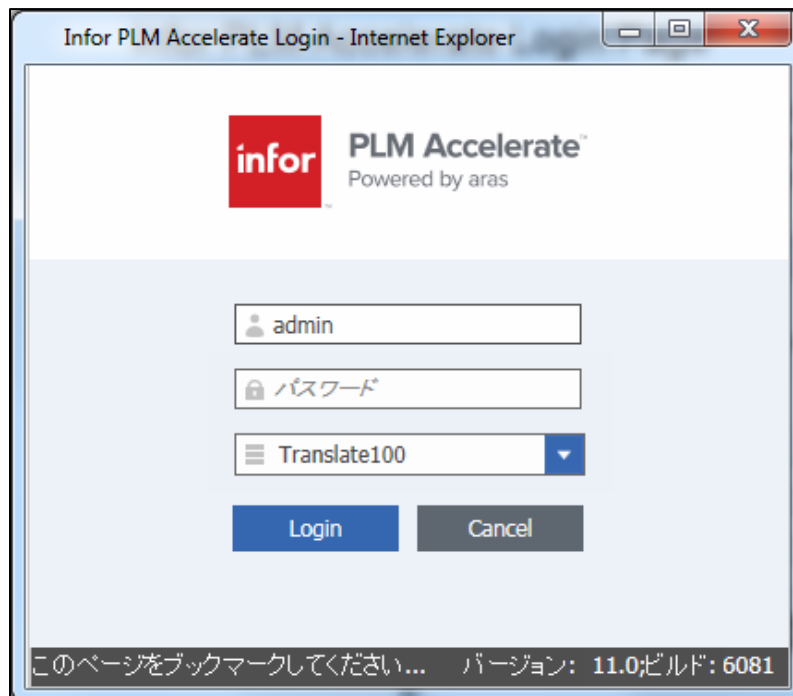 Infor PLM Accelerate Login - Internet Explorer
infor
PLM Accelerate™
Powered by aras
admin
パスワード
Translate100
Login Cancel
このページをブックマークしてください... バージョン: 11.0;ビルド: 6081